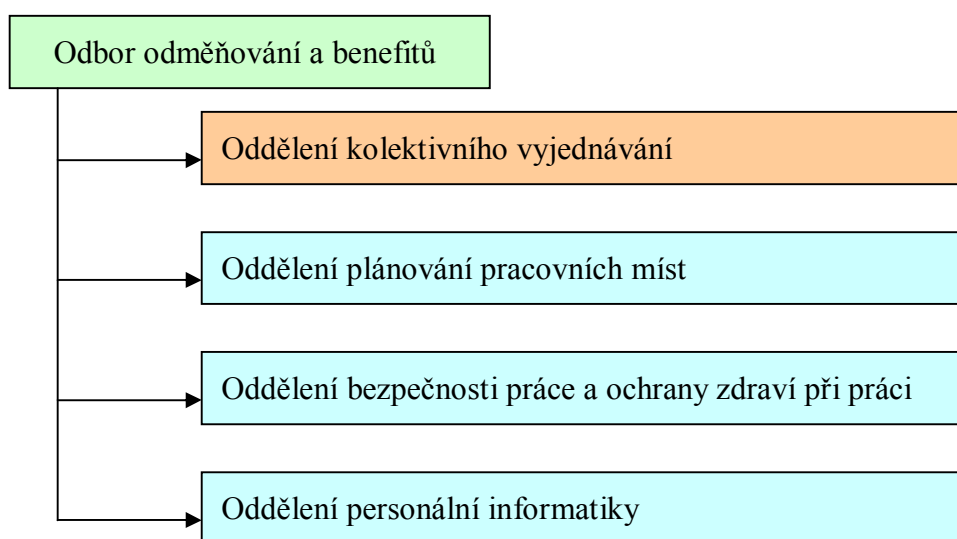 Odbor odměňování a benefitů
Oddělení kolektivního vyjednávání
Oddělení plánování pracovních míst
Oddělení bezpečnosti práce a ochrany zdraví při práci
Oddělení personální informatiky